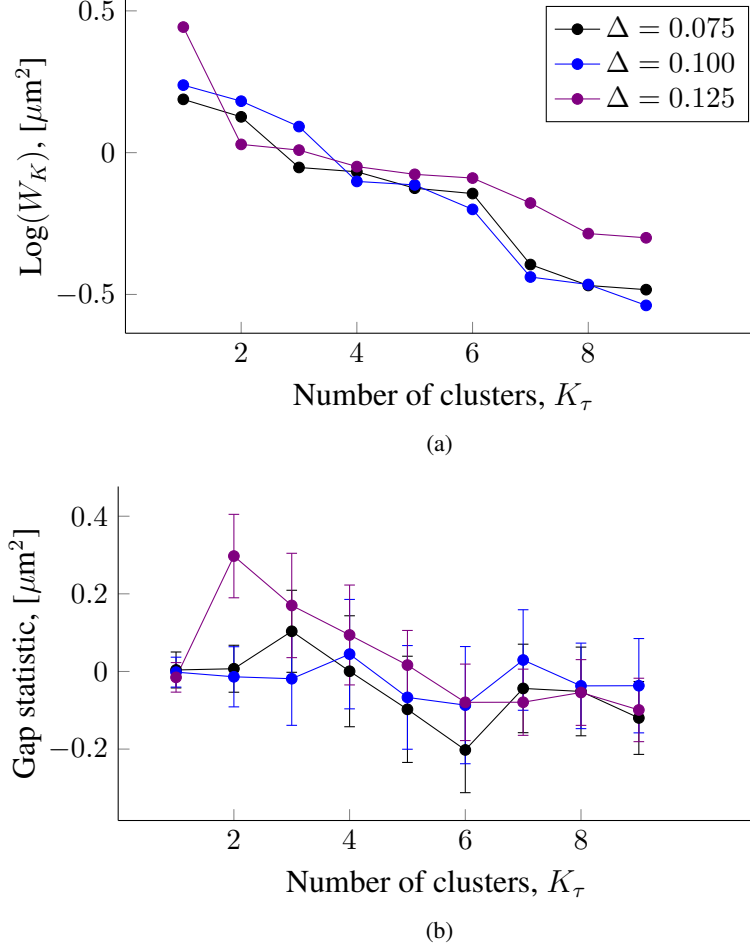 0.5
0
−0.5
Log(W_K), [μm²]
Δ = 0.075
Δ = 0.100
Δ = 0.125
2 4 6 8
Number of clusters, K_τ
(a)
0.4
0.2
0
−0.2
Gap statistic, [μm²]
2 4 6 8
Number of clusters, K_τ
(b)